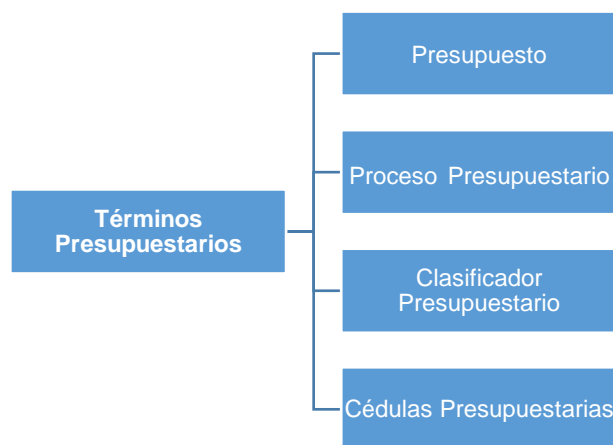 Términos
Presupuestarios
Presupuesto
Proceso Presupuestario
Clasificador
Presupuestario
Cédulas Presupuestarias